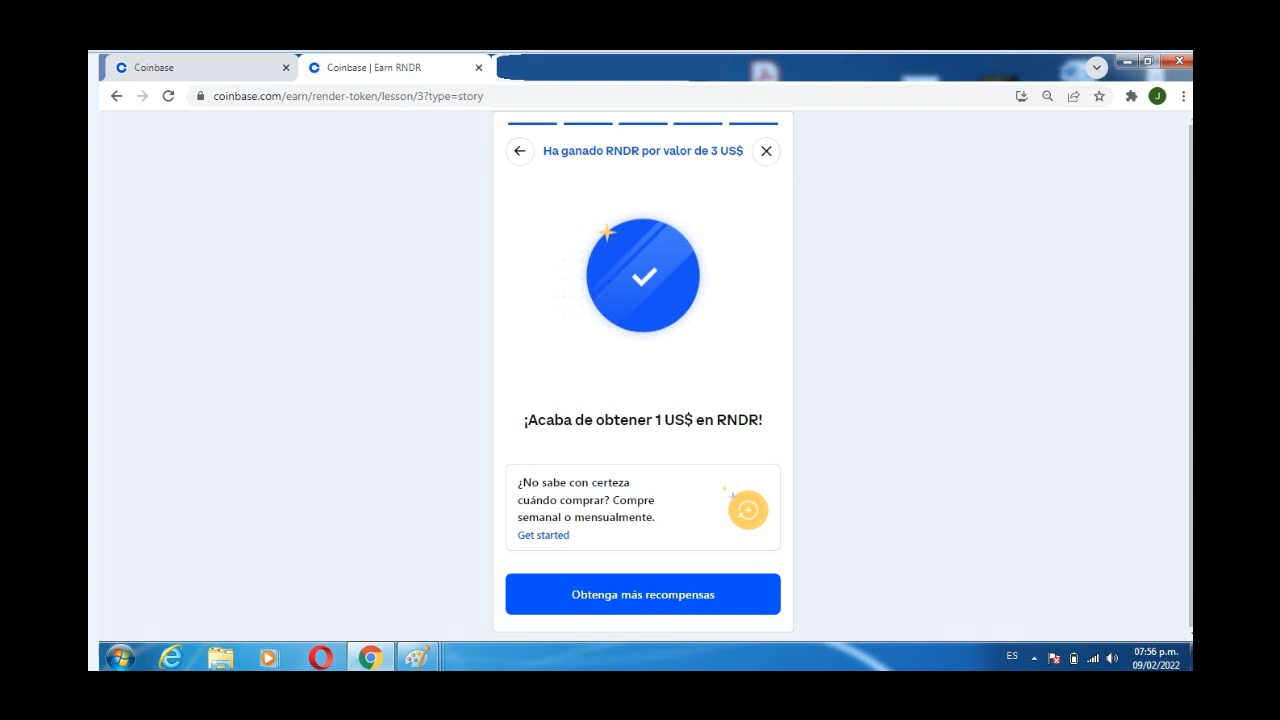 Coinbase
Coinbase | Earn RNDR
coinbase.com/earn/render-token/lesson/3?type=story
J
Ha ganado RNDR por valor de 3 US$
¡Acaba de obtener 1 US$ en RNDR!
¿No sabe con certeza
cuándo comprar? Compre
semanal o mensualmente.
Get started
Obtenga más recompensas
ES
07:56 p.m.
09/02/2022